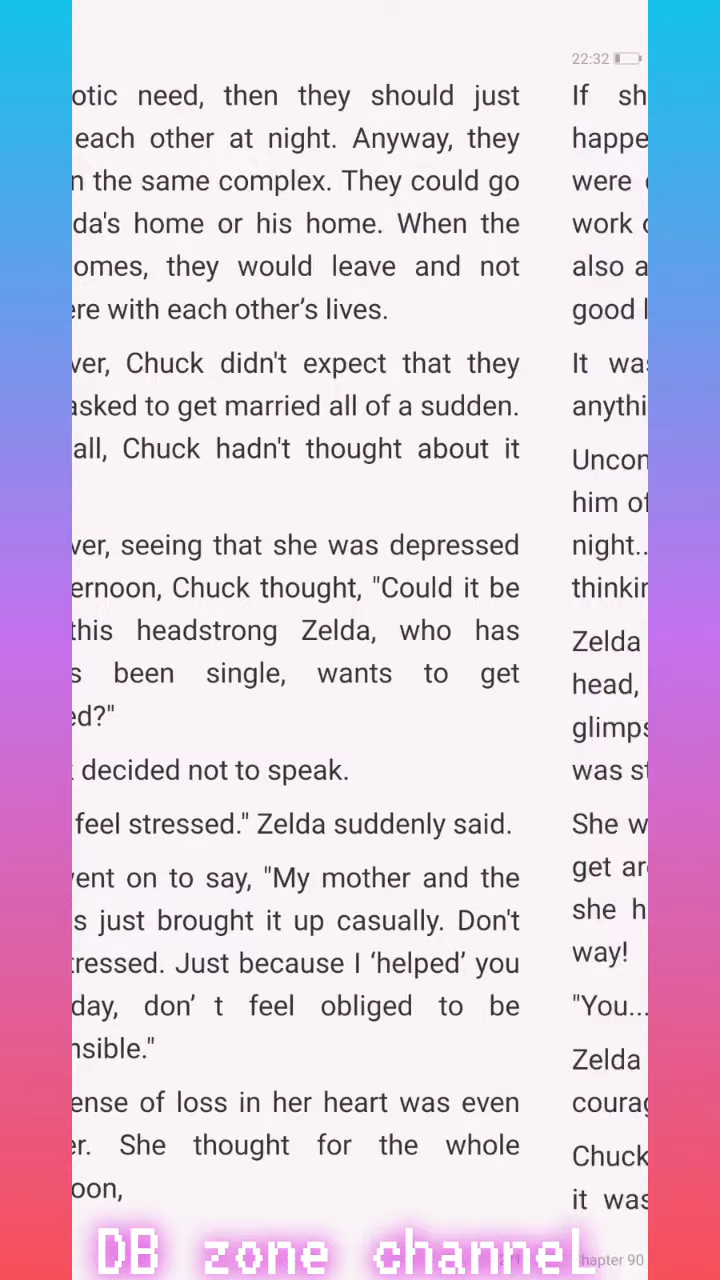 otic need, then they should just
each other at night. Anyway, they
n the same complex. They could go
da's home or his home. When the
omes, they would leave and not
ere with each other’s lives.
ver, Chuck didn't expect that they
asked to get married all of a sudden.
all, Chuck hadn't thought about it
ver, seeing that she was depressed
ernoon, Chuck thought, "Could it be
this headstrong Zelda, who has
s been single, wants to get
ed?"
decided not to speak.
feel stressed." Zelda suddenly said.
ent on to say, "My mother and the
s just brought it up casually. Don't
tressed. Just because I ‘helped’ you
day, don’ t feel obliged to be
nsible."
ense of loss in her heart was even
er. She thought for the whole
oon,
22:32
If sh
happe
were
work
also a
good l
It was
anythi
Uncon
him of
night..
thinkin
Zelda
head,
glimps
was st
She w
get ar
she h
way!
"You...
Zelda
courag
Chuck
it was
hapter 90
DB zone channel